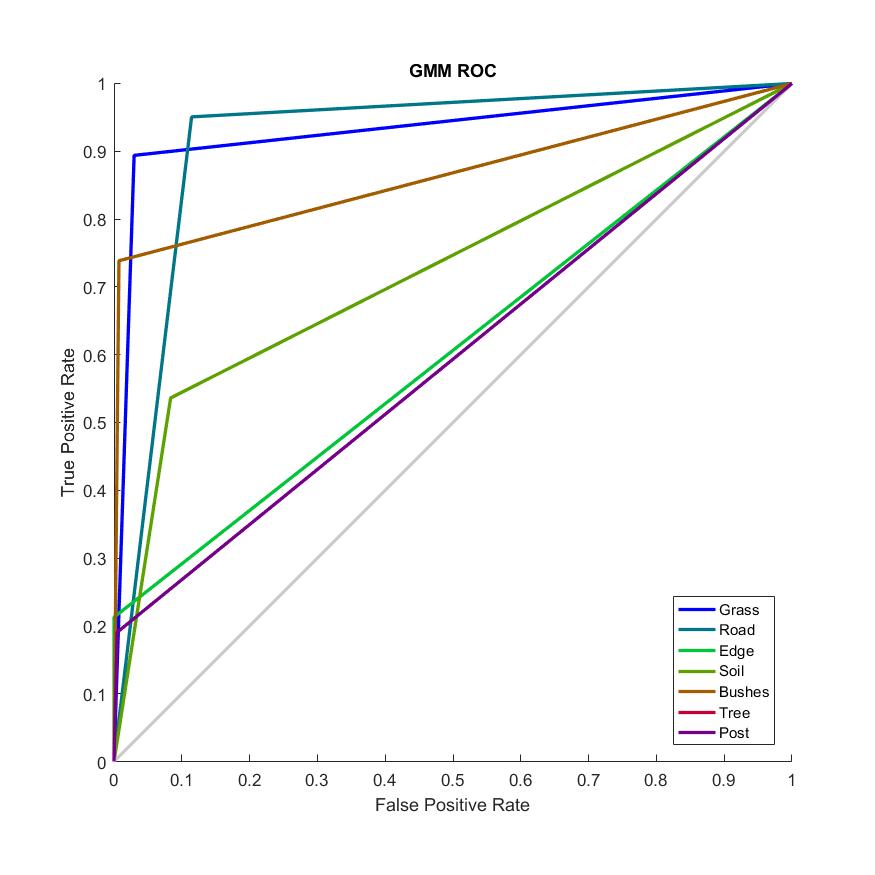 GMM ROC
True Positive Rate
1
0.9
0.8
0.7
0.6
0.5
0.4
0.3
0.2
0.1
0
0 0.1 0.2 0.3 0.4 0.5 0.6 0.7 0.8 0.9 1
False Positive Rate
Grass
Road
Edge
Soil
Bushes
Tree
Post